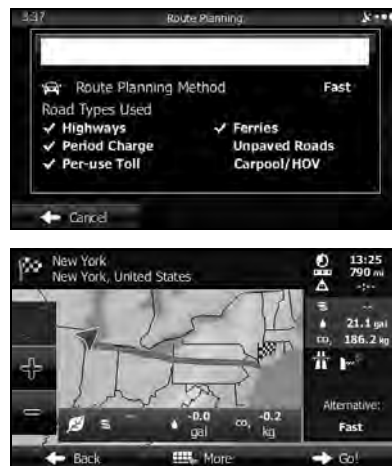 3:37 Route Planning
Route Planning Method Fast
Road Types Used
✓ Highways ✓ Ferries
✓ Period Charge Unpaved Roads
✓ Per-use Toll Carpool/HOV
Cancel
New York
New York, United States
13:25
790 mi
-:--
--
21.1 gal
CO₂ 186.2 kg
Alternative:
Fast
--
-0.0
gal
CO₂ -0.2
kg
Back More Go!